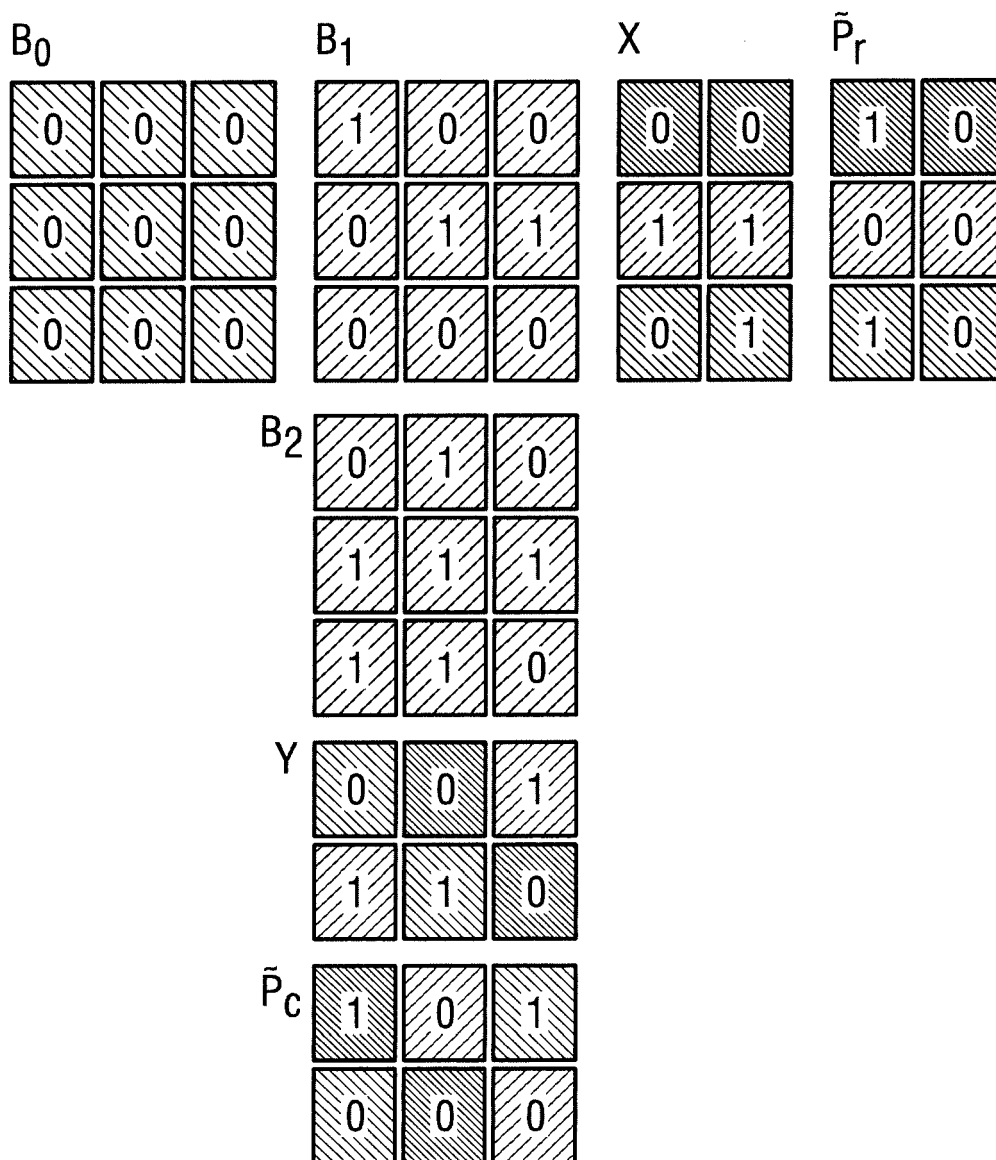 B₀ B₁ X P̃ᵣ
0 0 0 1 0 0 0 0 1 0
0 0 0 0 1 1 1 1 0 0
0 0 0 0 0 0 0 1 1 0
B₂ 0 1 0
1 1 1
1 1 0
Y 0 0 1
1 1 0
P̃c 1 0 1
0 0 0